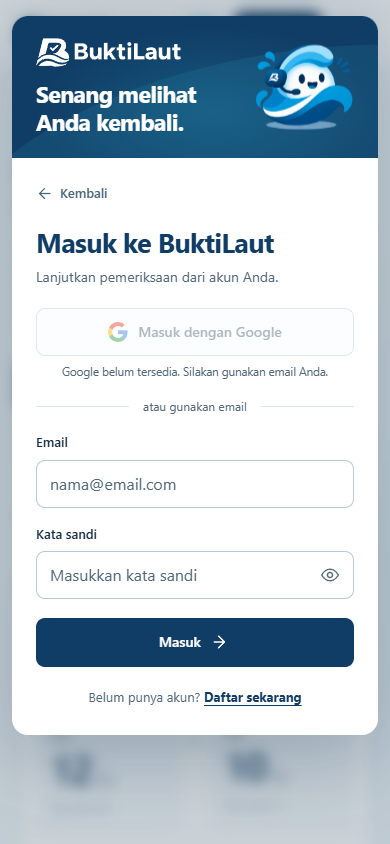 BuktiLaut
Senang melihat
Anda kembali.
Kembali
Masuk ke BuktiLaut
Lanjutkan pemeriksaan dari akun Anda.
Masuk dengan Google
Google belum tersedia. Silakan gunakan email Anda.
atau gunakan email
Email
nama@email.com
Kata sandi
Masukkan kata sandi
Masuk
Belum punya akun? Daftar sekarang
12
10